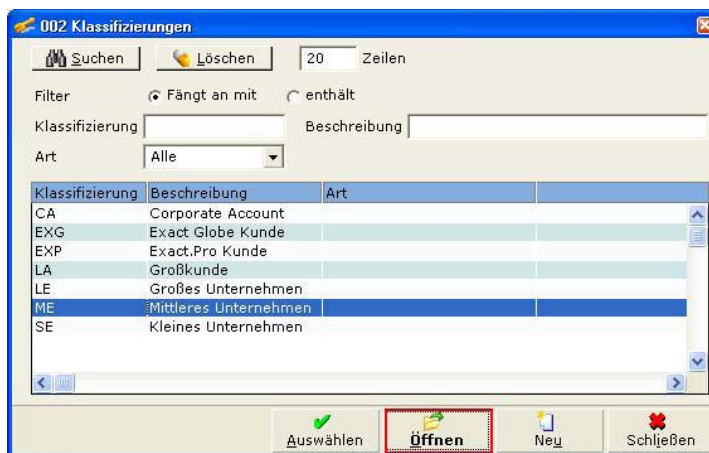 002 Klassifizierungen
Suchen Löschen 20 Zeilen
Filter Fängt an mit enthält
Klassifizierung Beschreibung
Art Alle
Klassifizierung Beschreibung Art
CA Corporate Account
EXG Exact Globe Kunde
EXP Exact.Pro Kunde
LA Großkunde
LE Großes Unternehmen
ME Mittleres Unternehmen
SE Kleines Unternehmen
Auswählen Öffnen Neu Schließen